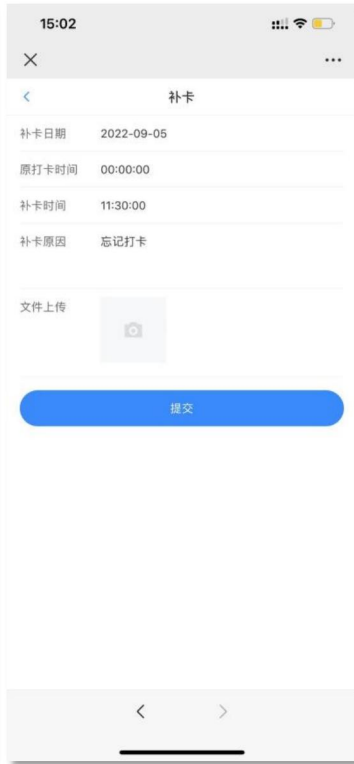 15:02
补卡
补卡日期 2022-09-05
原打卡时间 00:00:00
补卡时间 11:30:00
补卡原因 忘记打卡
文件上传
提交